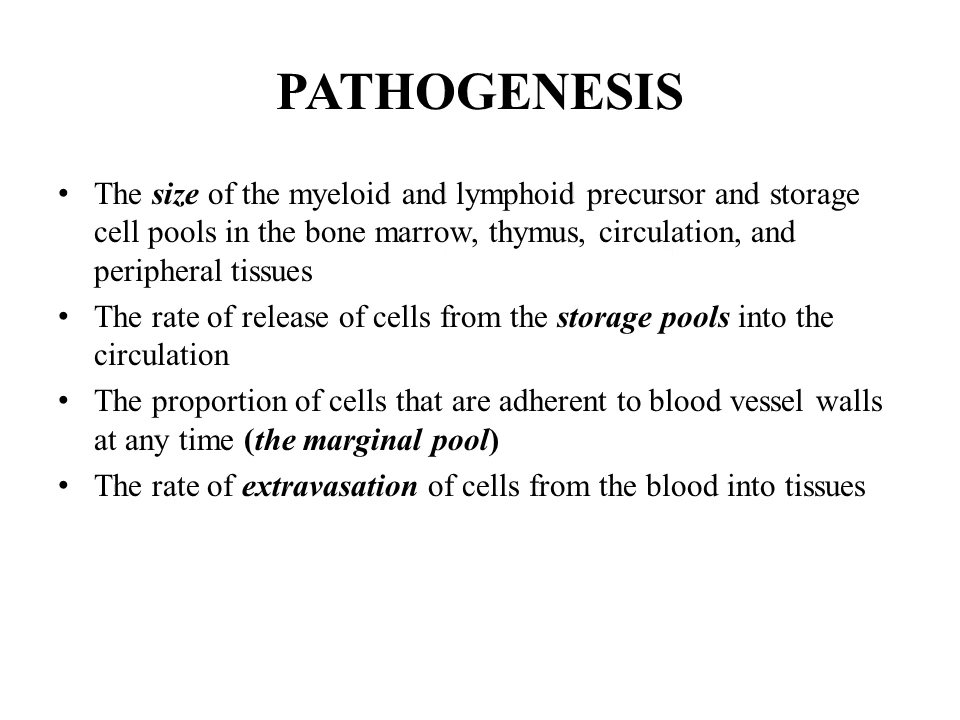 PATHOGENESIS
• The size of the myeloid and lymphoid precursor and storage
cell pools in the bone marrow, thymus, circulation, and
peripheral tissues
• The rate of release of cells from the storage pools into the
circulation
• The proportion of cells that are adherent to blood vessel walls
at any time (the marginal pool)
• The rate of extravasation of cells from the blood into tissues